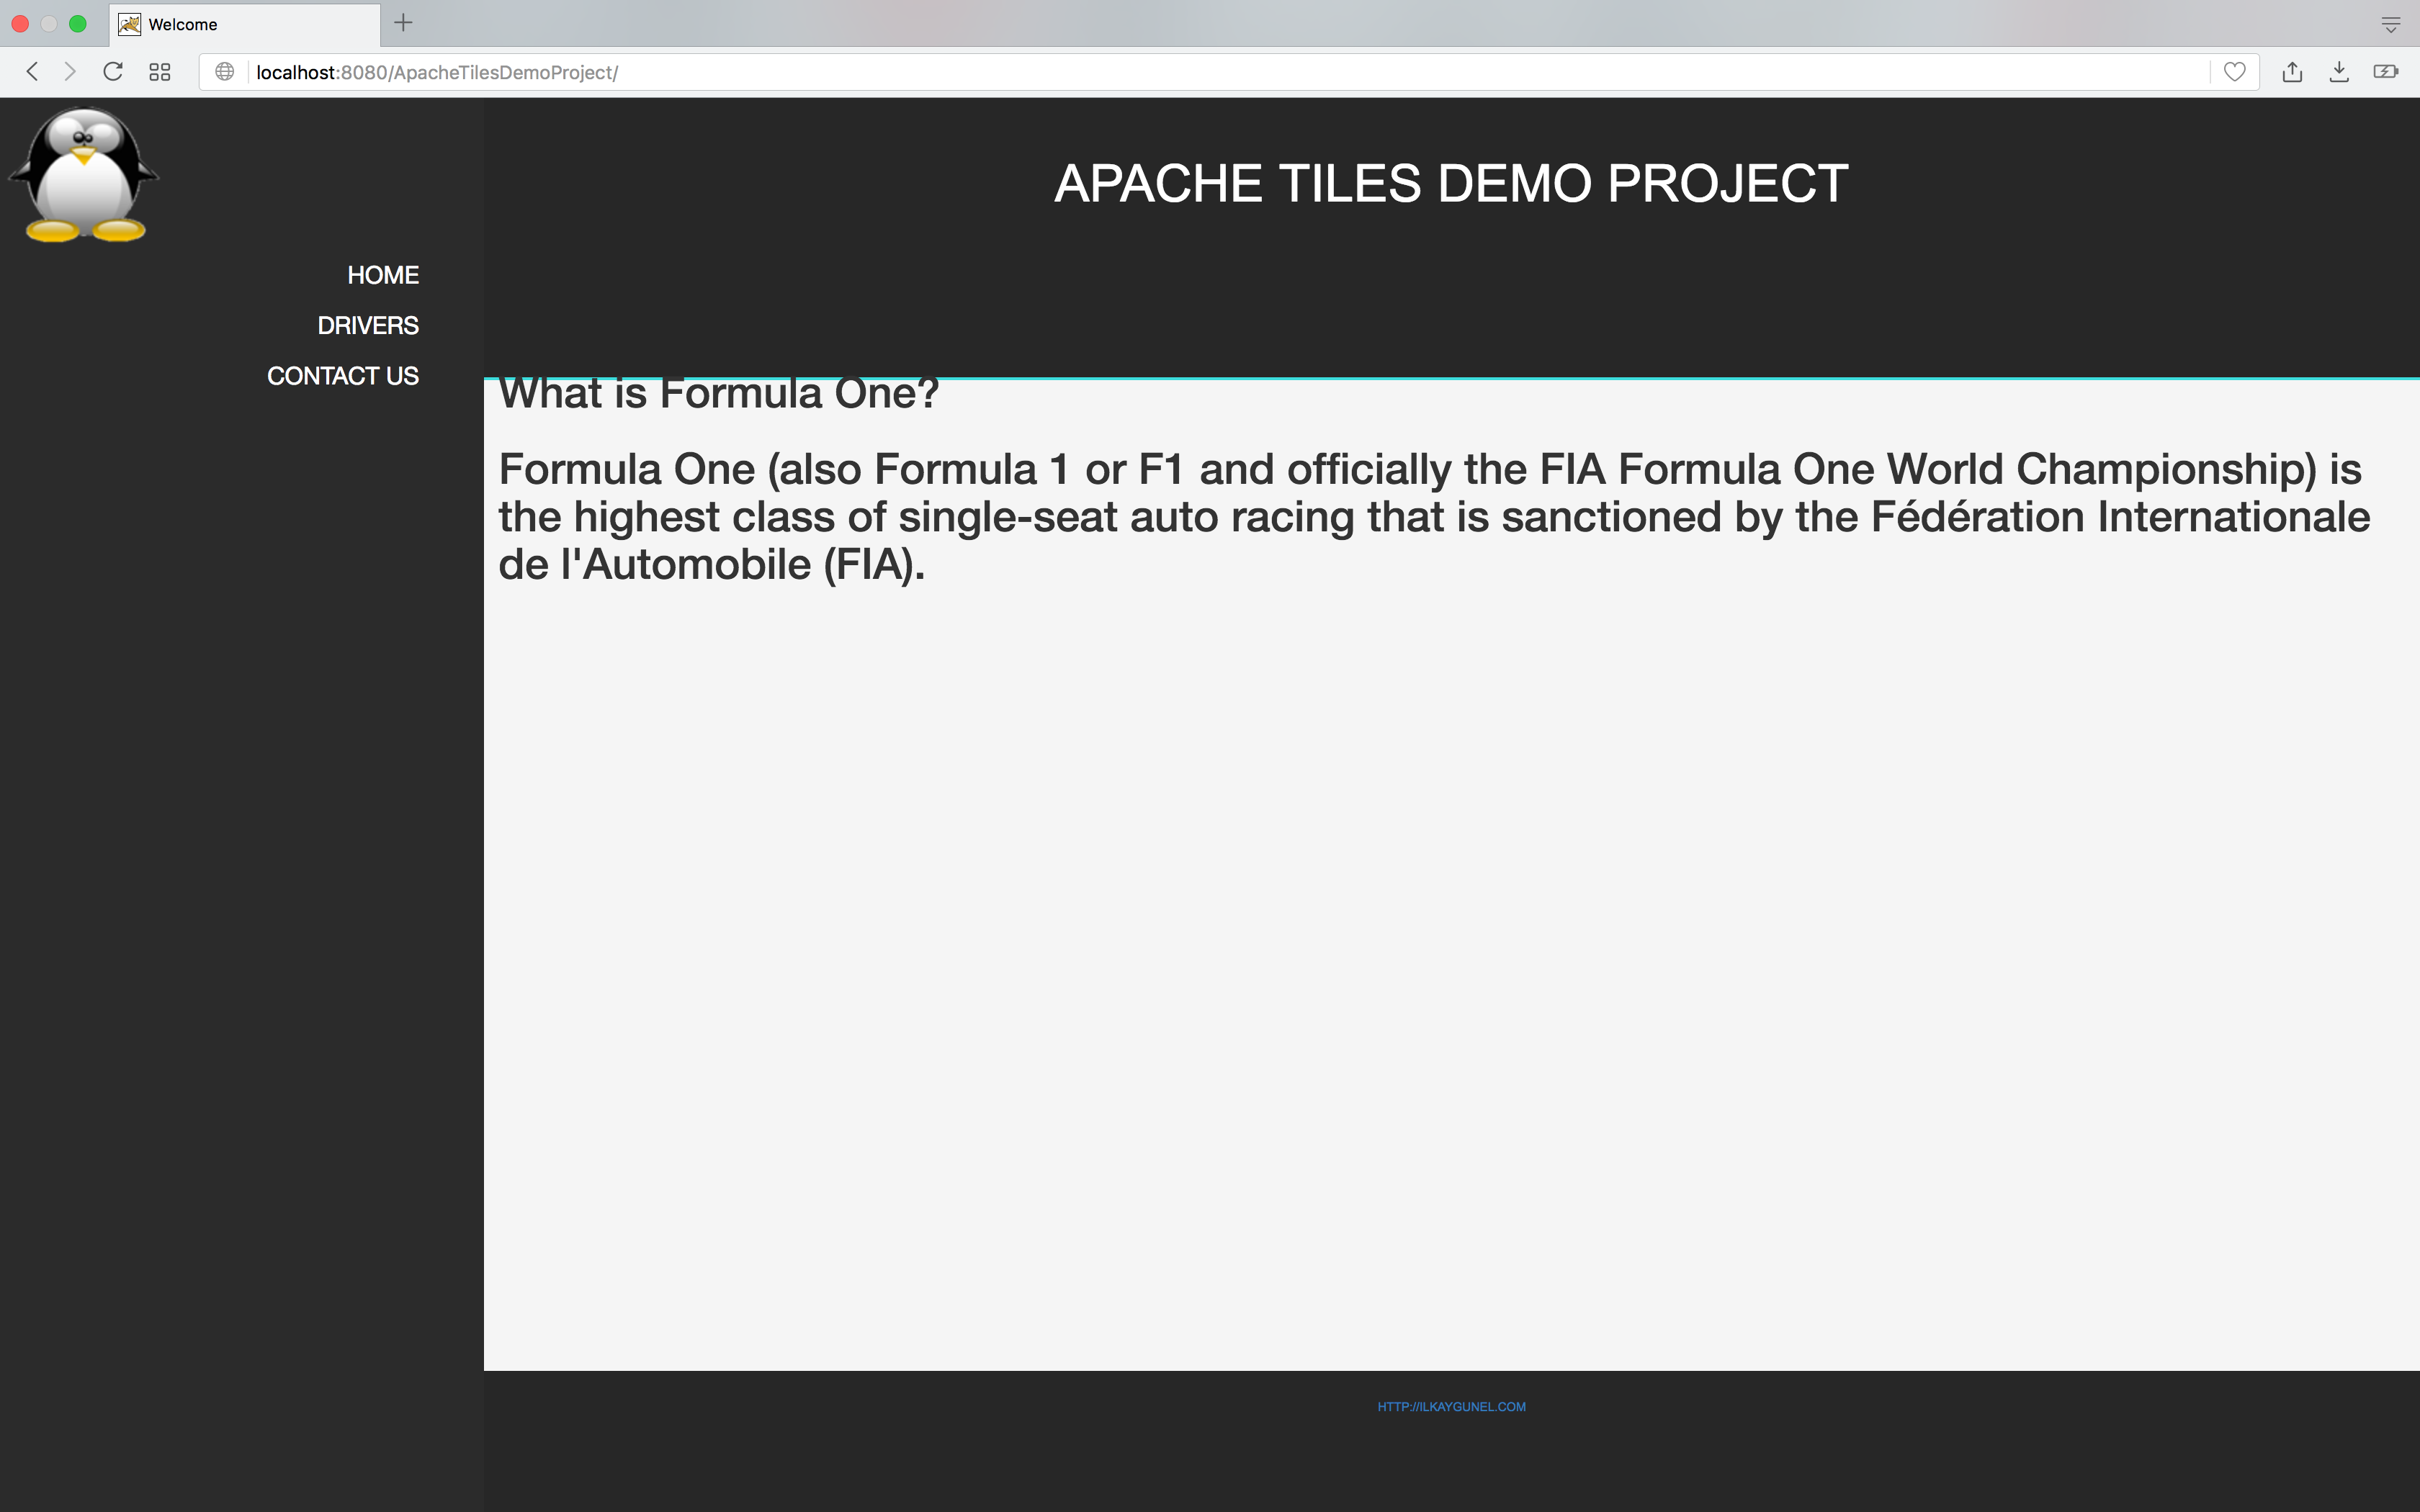 Welcome
localhost:8080/ApacheTilesDemoProject/
APACHE TILES DEMO PROJECT
HOME
DRIVERS
CONTACT US
What is Formula One?
Formula One (also Formula 1 or F1 and officially the FIA Formula One World Championship) is
the highest class of single-seat auto racing that is sanctioned by the Fédération Internationale
de l'Automobile (FIA).
HTTP://ILKAYGUNEL.COM